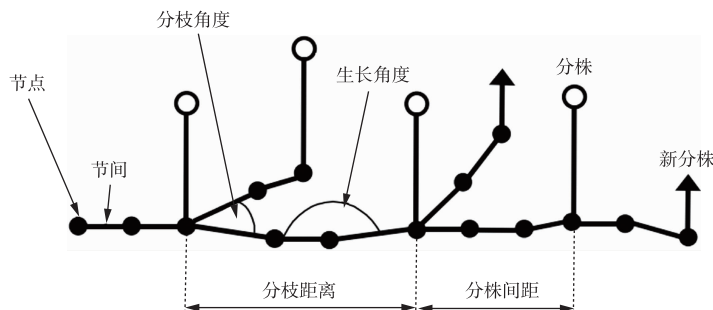 分枝角度
节点
生长角度
分株
节间
新分株
分枝距离
分株间距